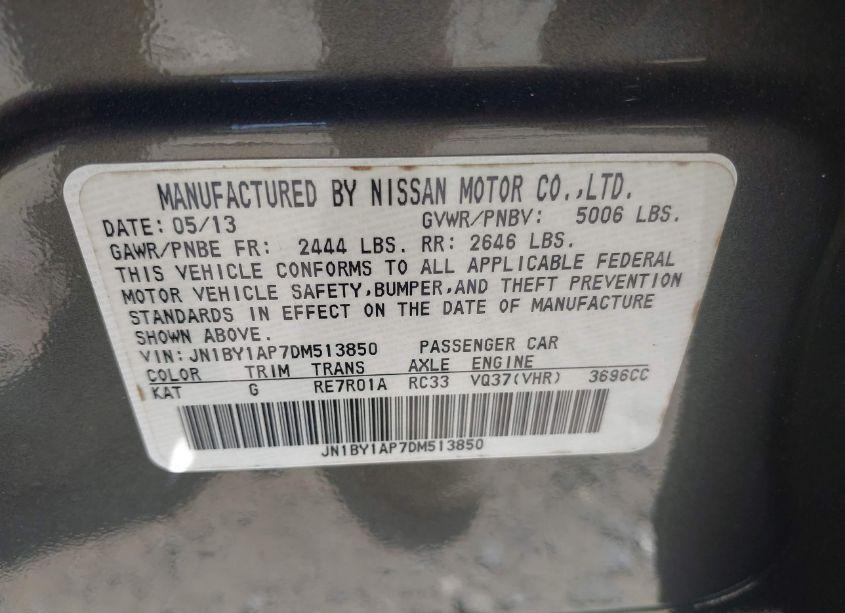 MANUFACTURED BY NISSAN MOTOR CO.,LTD.
DATE: 05/13 GVWR/PNBV: 5006 LBS.
GAWR/PNBE FR: 2444 LBS. RR: 2646 LBS.
THIS VEHICLE CONFORMS TO ALL APPLICABLE FEDERAL
MOTOR VEHICLE SAFETY,BUMPER,AND THEFT PREVENTION
STANDARDS IN EFFECT ON THE DATE OF MANUFACTURE
SHOWN ABOVE.
VIN: JN1BY1AP7DM513850 PASSENGER CAR
COLOR TRIM TRANS AXLE ENGINE
KAT G RE7R01A RC33 VQ37(VHR) 3696CC
JN1BY1AP7DM513850